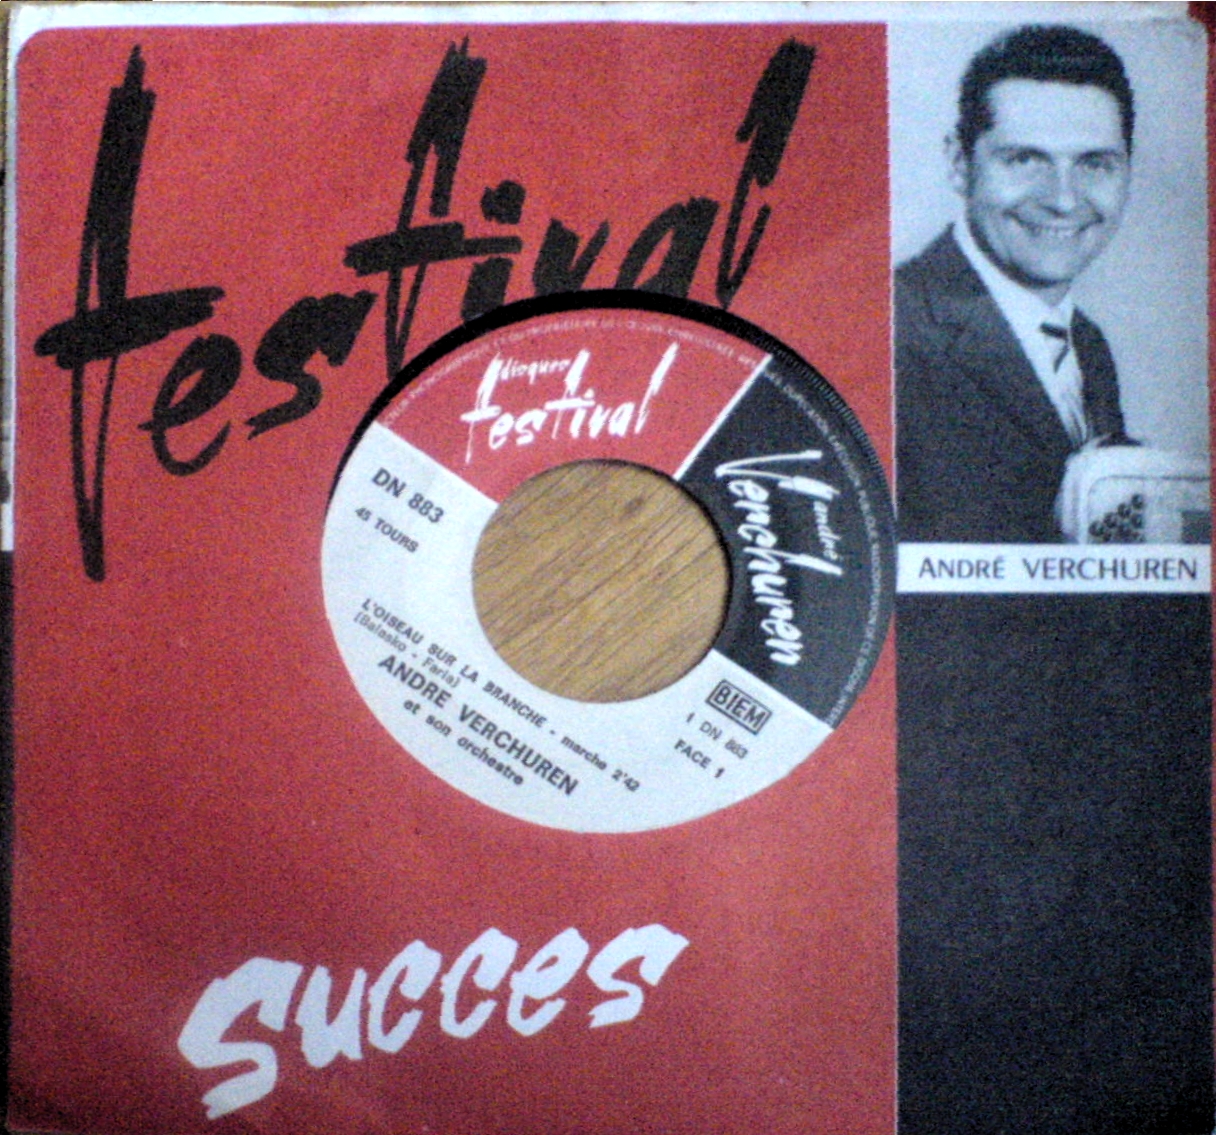 festival
ANDRÉ VERCHUREN
disques
festival
andré
Verchuren
DN 883
45 TOURS
L'OISEAU SUR LA BRANCHE - marche 2'42
(Balasko - Faria)
ANDRE VERCHUREN
et son orchestre
BIEM
1 DN 883
FACE 1
succes